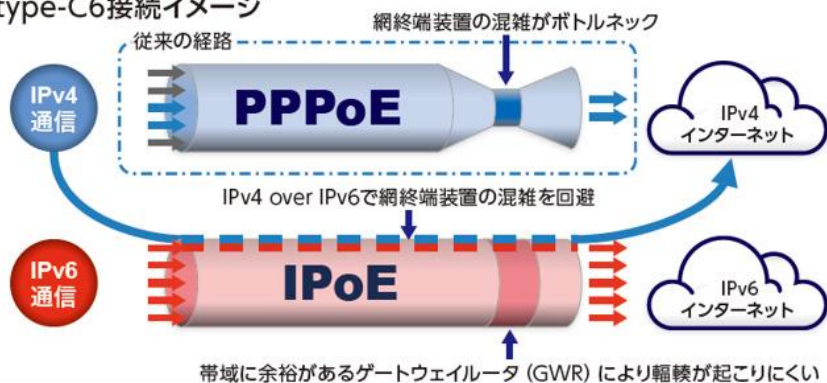 type-C6接続イメージ
従来の経路
網終端装置の混雑がボトルネック
IPv4
通信
PPPoE
IPv4
インターネット
IPv4 over IPv6で網終端装置の混雑を回避
IPv6
通信
IPoE
IPv6
インターネット
帯域に余裕があるゲートウェイルータ (GWR) により輻輳が起こりにくい